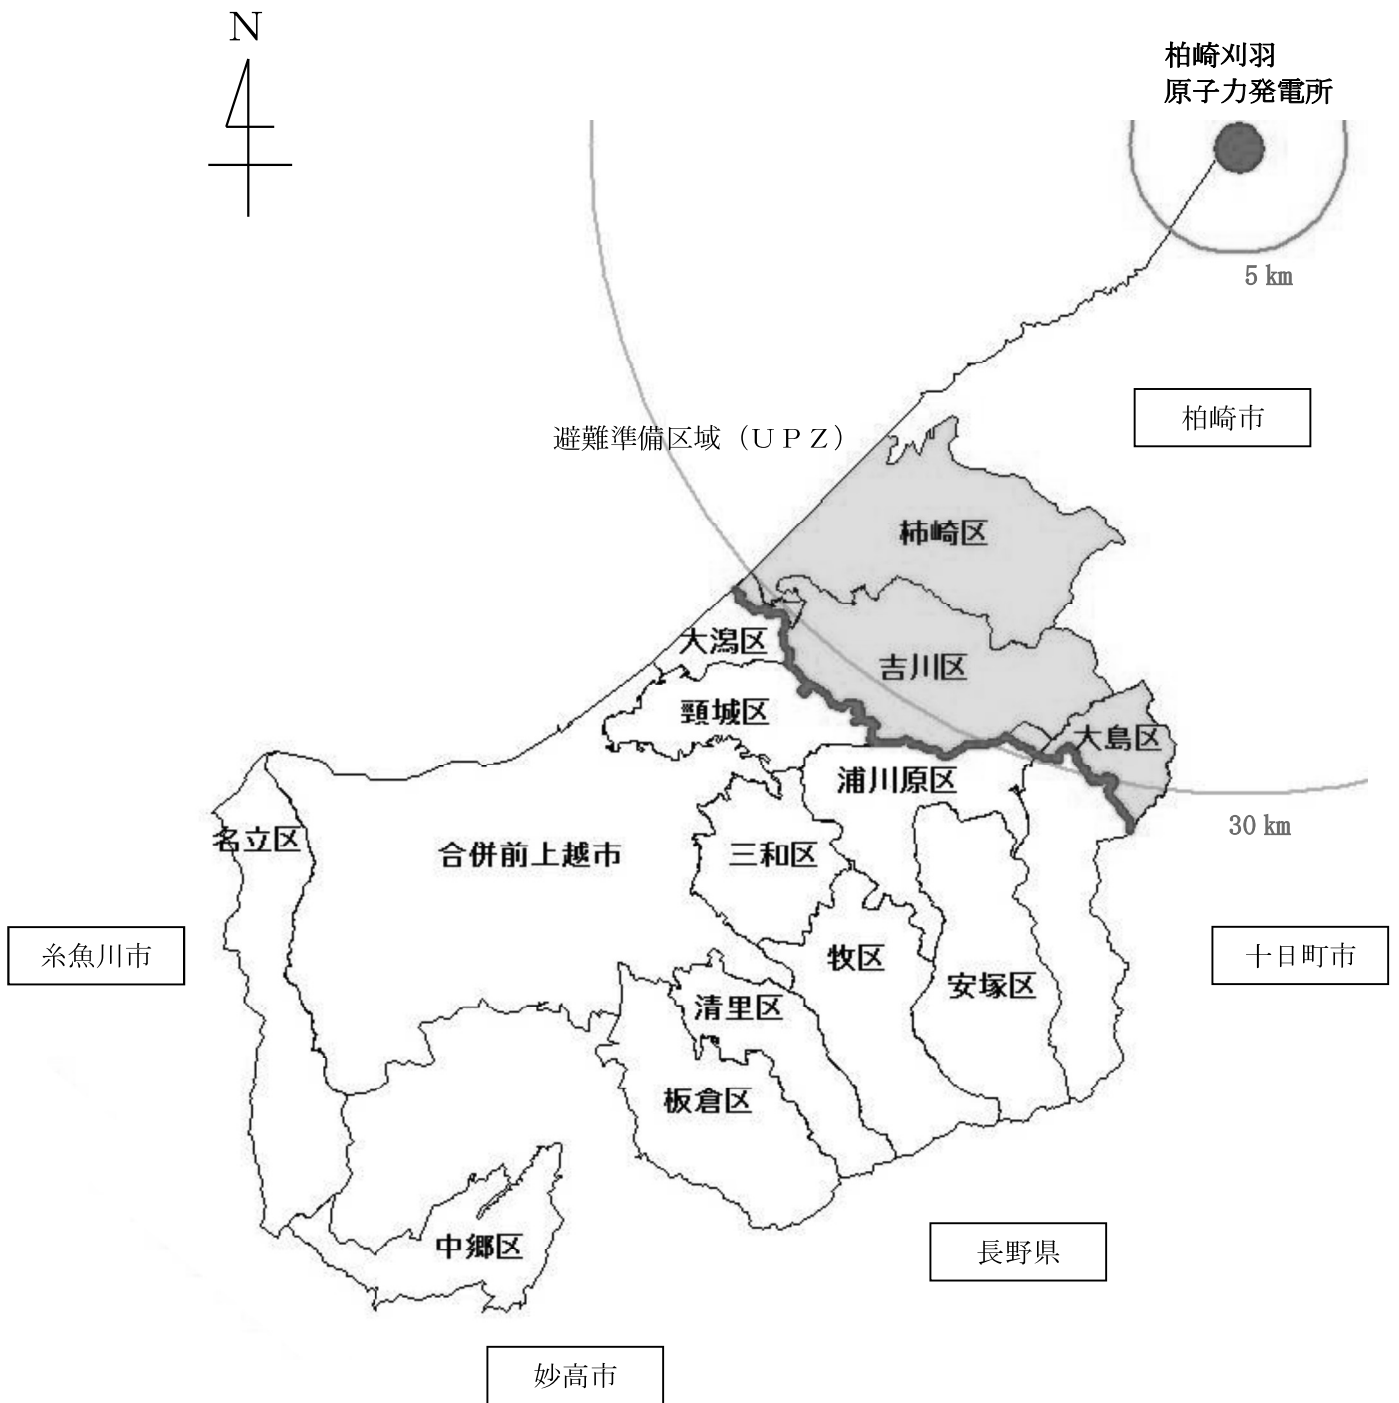 N
柏崎刈羽
原子力発電所
5 km
柏崎市
避難準備区域（ＵＰＺ）
柿崎区
大潟区
吉川区
頸城区
大島区
浦川原区
30 km
名立区
合併前上越市
三和区
糸魚川市
牧区
十日町市
安塚区
清里区
板倉区
中郷区
長野県
妙高市